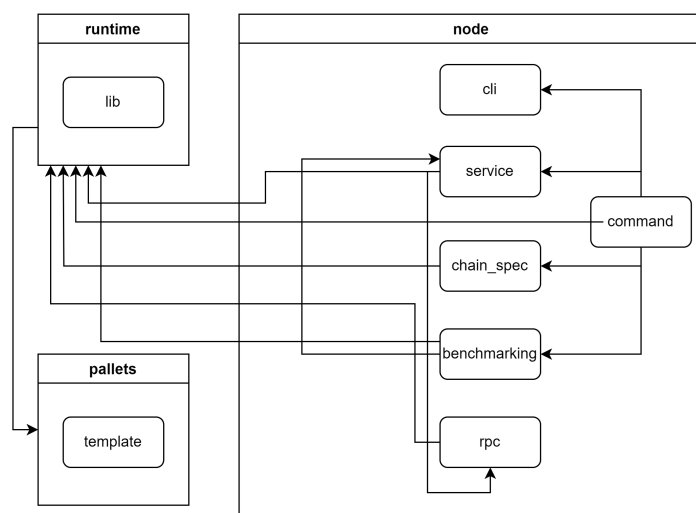 runtime
lib
node
cli
service
command
chain_spec
benchmarking
pallets
template
rpc